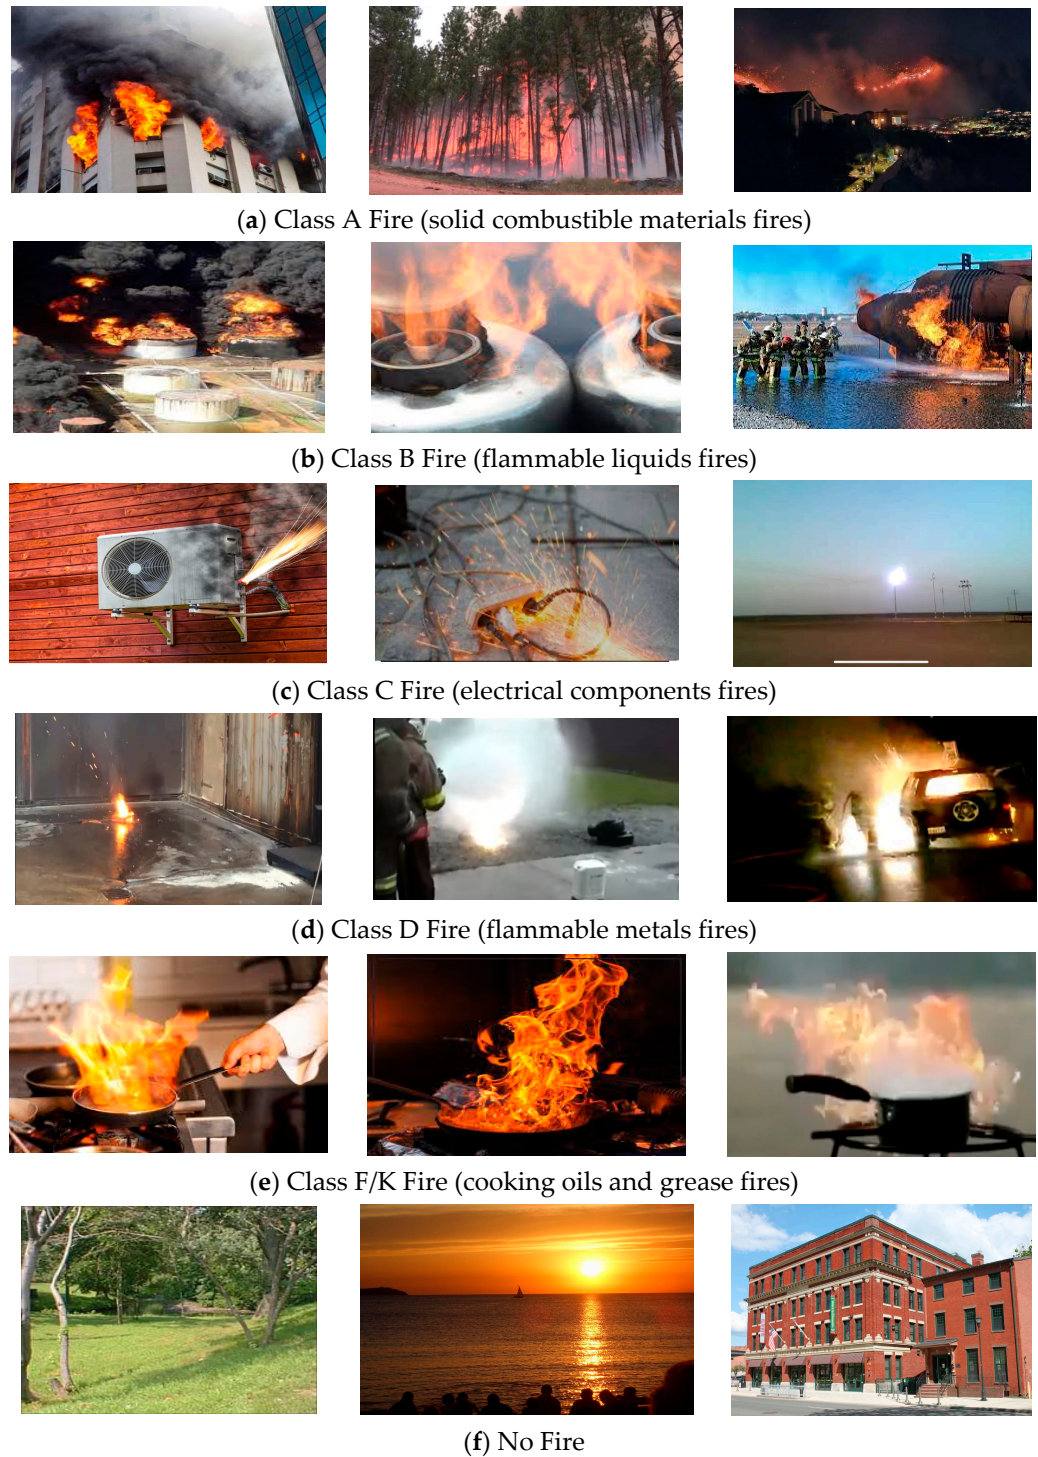 (a) Class A Fire (solid combustible materials fires)
(b) Class B Fire (flammable liquids fires)
(c) Class C Fire (electrical components fires)
(d) Class D Fire (flammable metals fires)
(e) Class F/K Fire (cooking oils and grease fires)
(f) No Fire